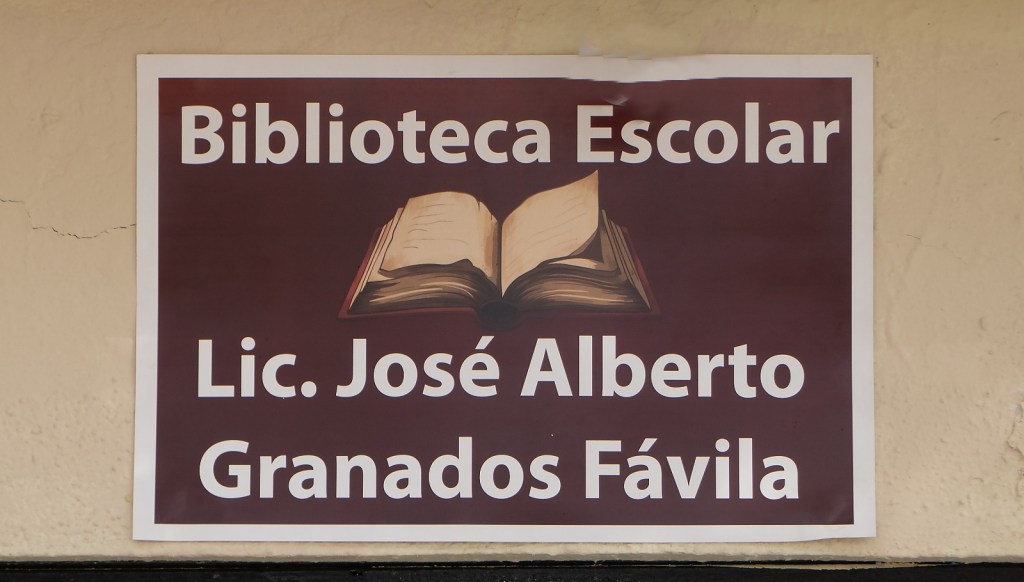 Biblioteca Escolar
Lic. José Alberto
Granados Fávila